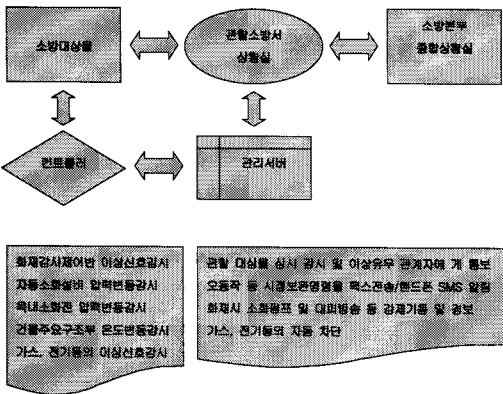 소방대상물
관할소방서
상황실
소방본부
종합상황실
컨트롤러
관리서버
화재감시제어반 이상신호감시
자동소화설비 압력변동감시
옥내소화전 압력변동감시
건물주요구조부 온도변동감시
가스, 전기등의 이상신호감시
관할 대상물 상시 감시 및 이상유무 관계자에 게 통보
오동작 등 시정보완명령을 팩스전송/핸드폰 SMS 알림
화재시 소화펌프 및 대피방송 등 강제기동 및 경보
가스, 전기등의 자동 차단